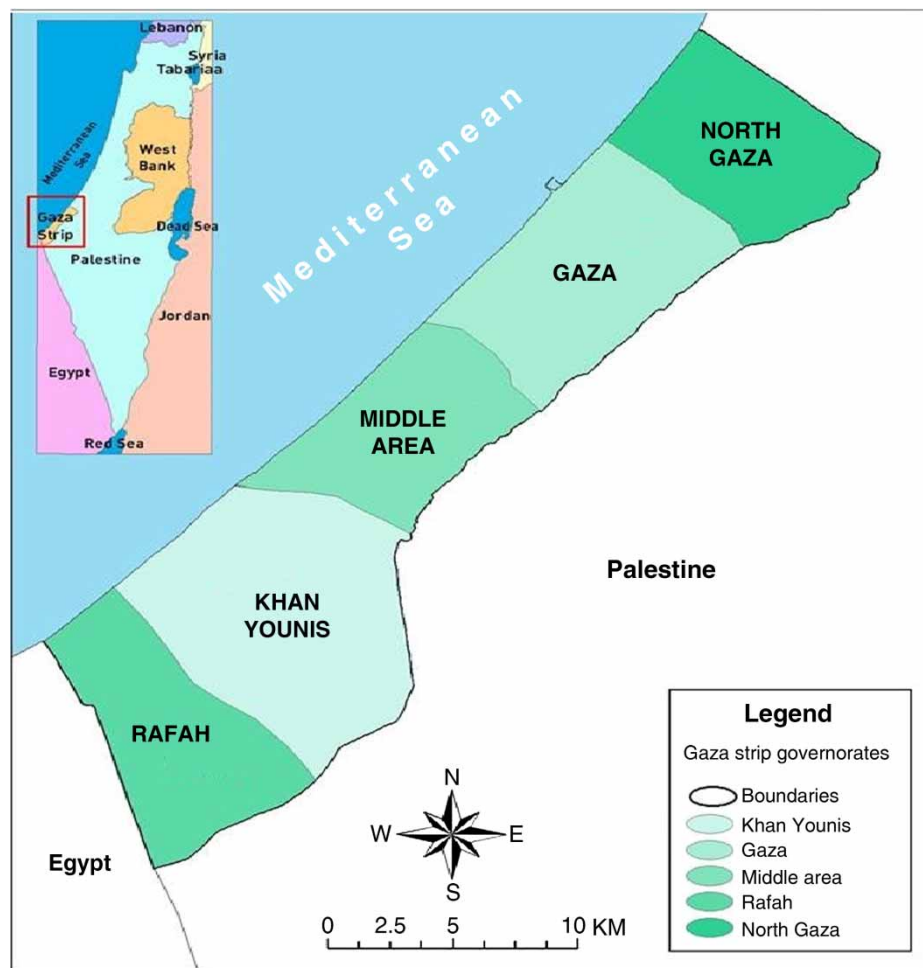 Lebanon
Syria
Tabariaa
Mediterranean
Sea
West
Bank
Gaza
Strip
Dead Sea
Palestine
Jordan
Egypt
Red Sea
Mediterranean
Sea
NORTH
GAZA
GAZA
MIDDLE
AREA
KHAN
YOUNIS
RAFAH
Palestine
Egypt
N
W
E
S
0 2.5 5 10 KM
Legend
Gaza strip governorates
Boundaries
Khan Younis
Gaza
Middle area
Rafah
North Gaza